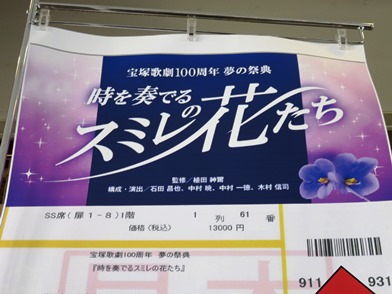 宝塚歌劇100周年 夢の祭典
時を奏でる
スミレの花たち
監修/植田 紳爾
構成・演出/石田 昌也、中村 暁、中村 一徳、木村 信司
SS席(扉 1-8)1階 1 列 61 番
価格(税込) 13000 円
宝塚歌劇100周年 夢の祭典
『時を奏でるスミレの花たち』
911 931